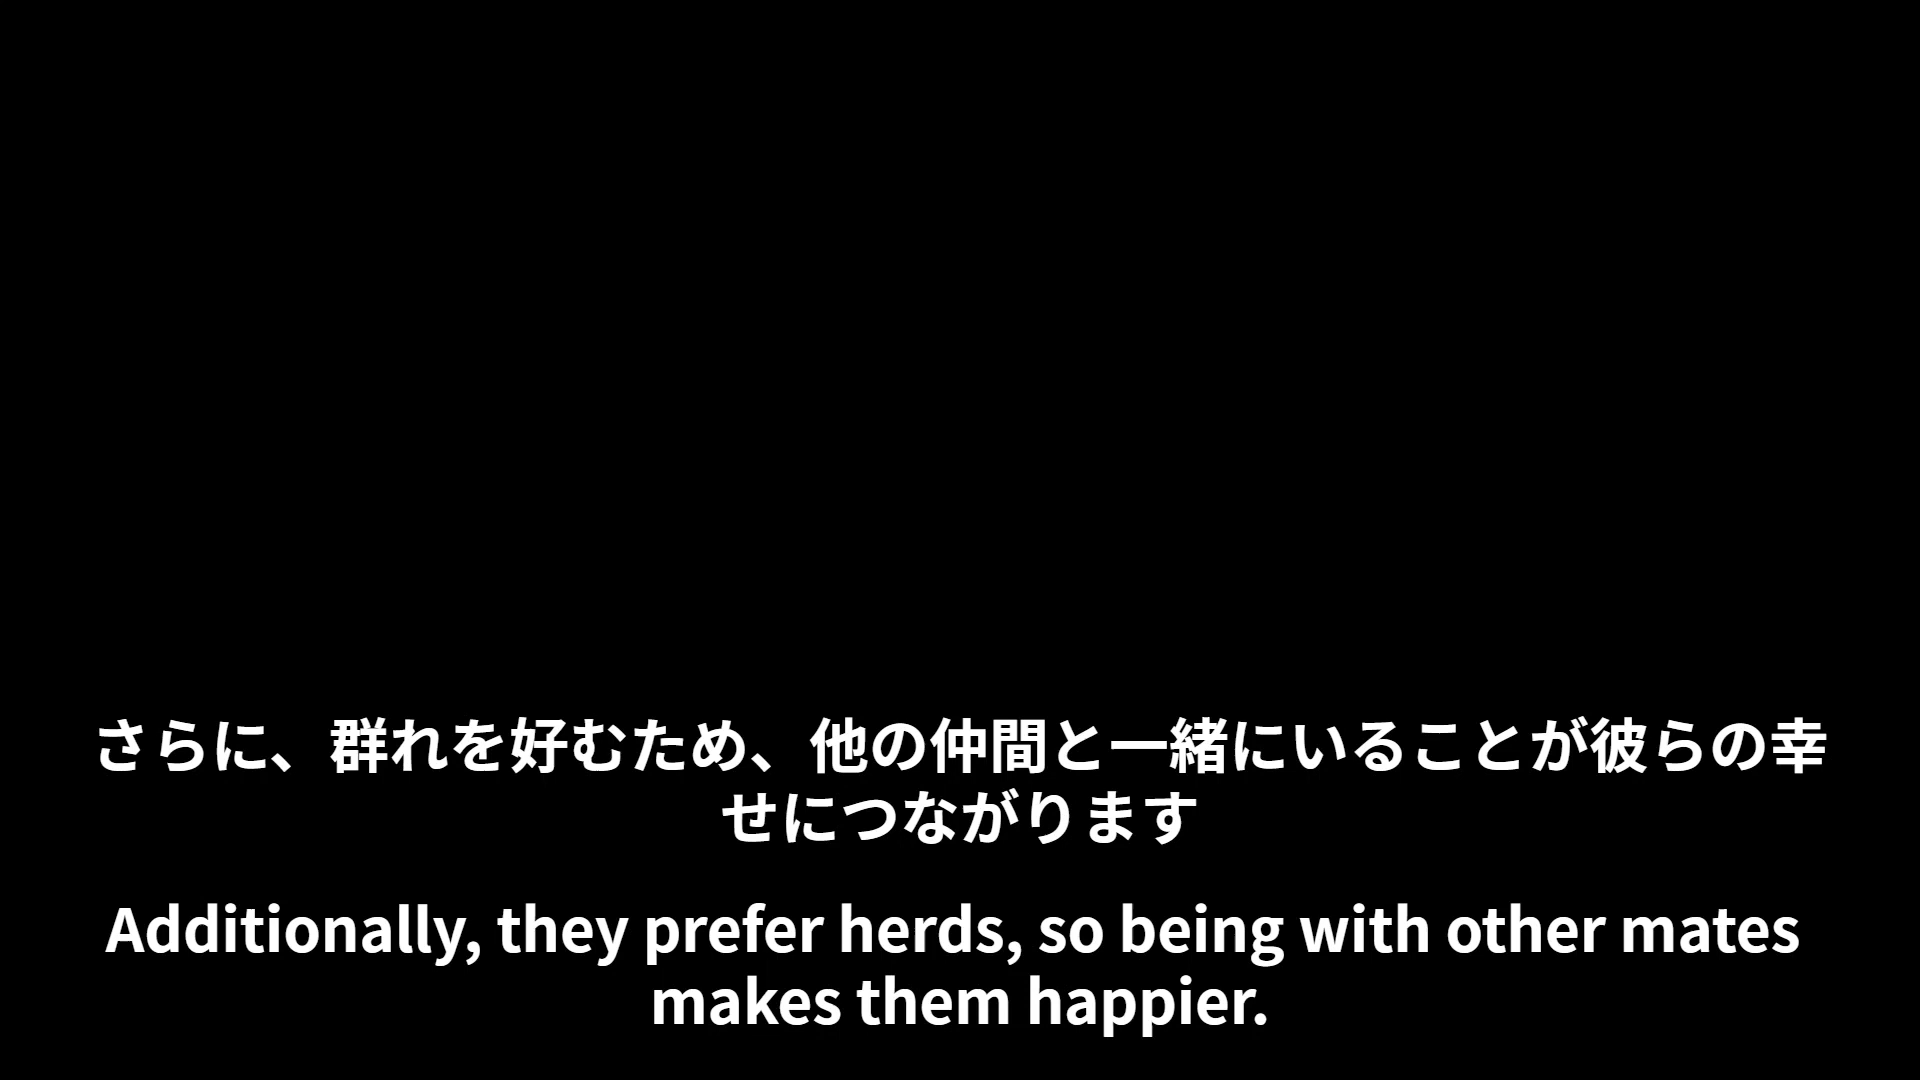 さらに、群れを好むため、他の仲間と一緒にいることが彼らの幸
せにつながります
Additionally, they prefer herds, so being with other mates
makes them happier.